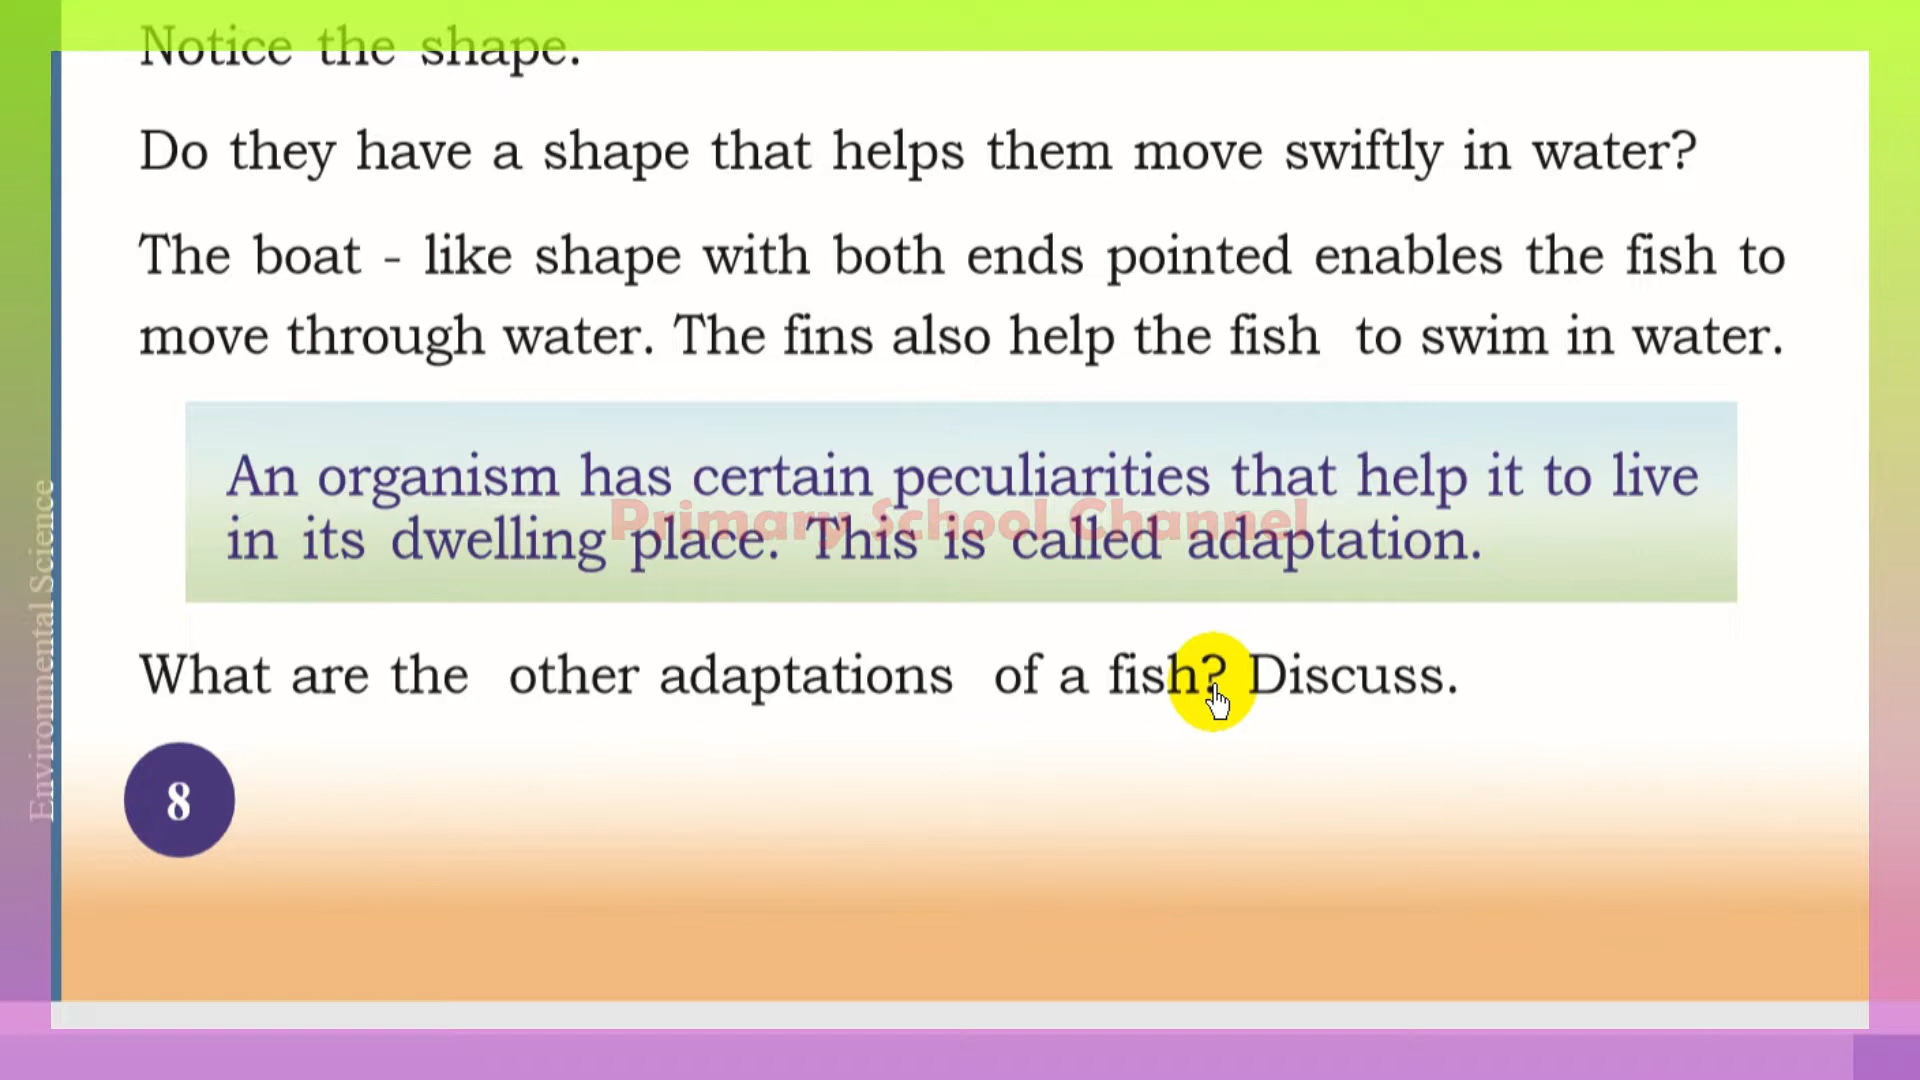 Notice the shape.
Do they have a shape that helps them move swiftly in water?
The boat - like shape with both ends pointed enables the fish to
move through water. The fins also help the fish to swim in water.
An organism has certain peculiarities that help it to live
in its dwelling place. This is called adaptation.
Primary School Channel
What are the other adaptations of a fish? Discuss.
8
Environmental Science